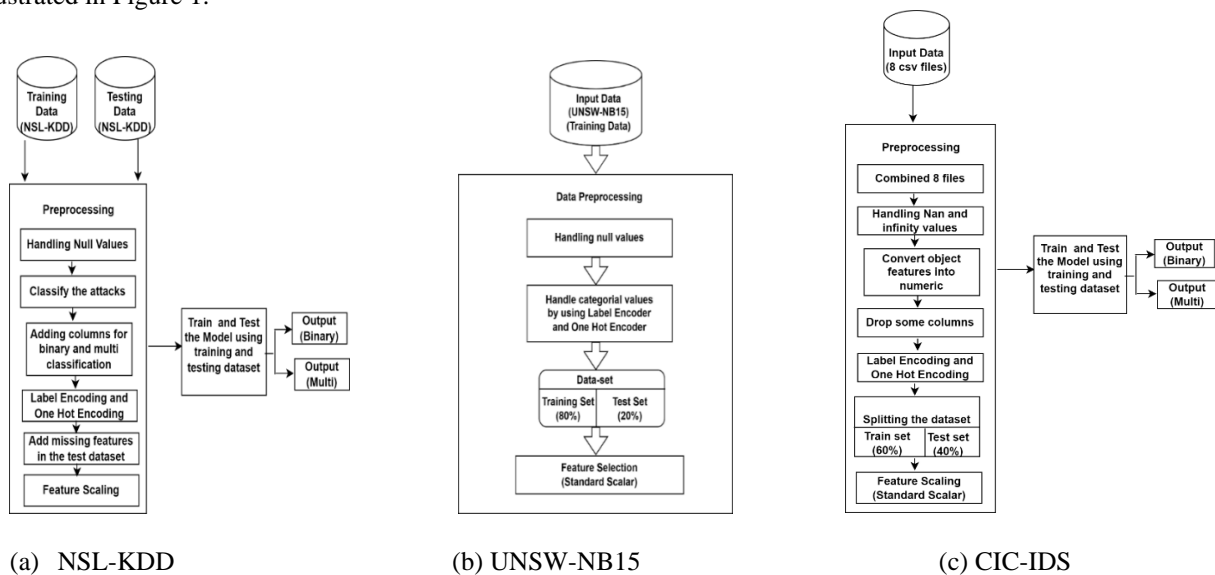 ustrated in Figure 1.
Training
Data
(NSL-KDD)
Testing
Data
(NSL-KDD)
Preprocessing
Handling Null Values
Classify the attacks
Adding columns for
binary and multi
classification
Label Encoding and
One Hot Encoding
Add missing features
in the test dataset
Feature Scaling
Train and Test
the Model using
training and
testing dataset
Output
(Binary)
Output
(Multi)
(a) NSL-KDD
Input Data
(UNSW-NB15)
(Training Data)
Data Preprocessing
Handling null values
Handle categorial values
by using Label Encoder
and One Hot Encoder
Data-set
Training Set
(80%)
Test Set
(20%)
Feature Selection
(Standard Scalar)
(b) UNSW-NB15
Input Data
(8 csv files)
Preprocessing
Combined 8 files
Handling Nan and
infinity values
Convert object
features into
numeric
Drop some columns
Label Encoding and
One Hot Encoding
Splitting the dataset
Train set
(60%)
Test set
(40%)
Feature Scaling
(Standard Scalar)
Train and Test
the Model using
training and
testing dataset
Output
(Binary)
Output
(Multi)
(c) CIC-IDS